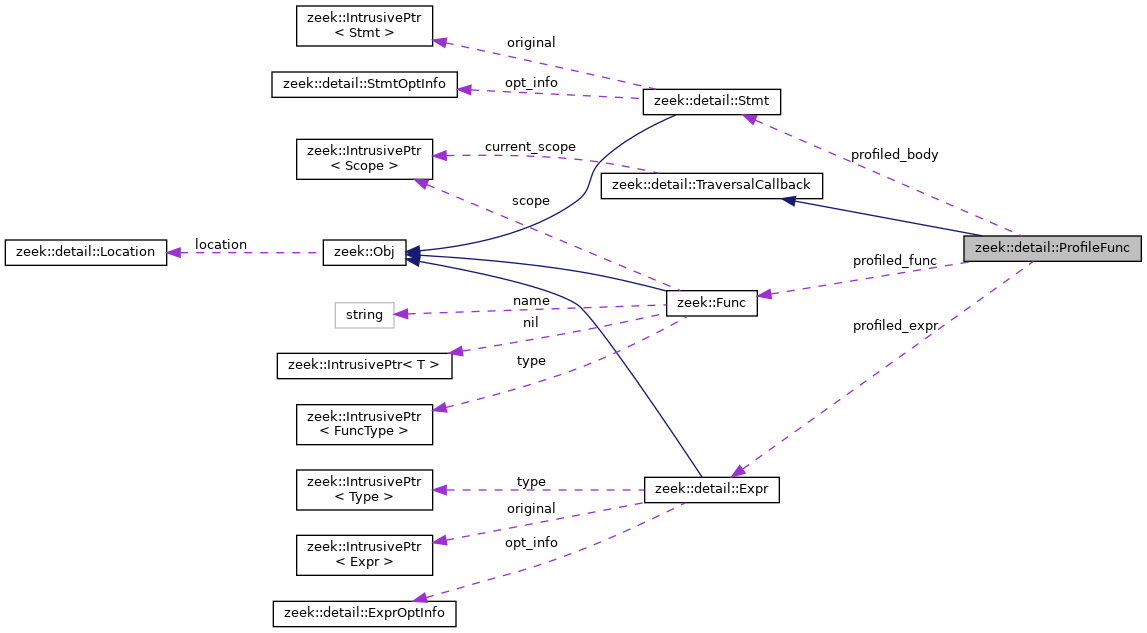 zeek::IntrusivePtr
< Stmt >
original
zeek::detail::StmtOptInfo
opt_info
zeek::detail::Stmt
zeek::IntrusivePtr
< Scope >
current_scope
profiled_body
zeek::detail::TraversalCallback
scope
zeek::detail::Location
location
zeek::Obj
zeek::detail::ProfileFunc
profiled_func
string
name
zeek::Func
nil
profiled_expr
zeek::IntrusivePtr< T >
type
zeek::IntrusivePtr
< FuncType >
zeek::IntrusivePtr
< Type >
type
zeek::detail::Expr
original
zeek::IntrusivePtr
< Expr >
opt_info
zeek::detail::ExprOptInfo